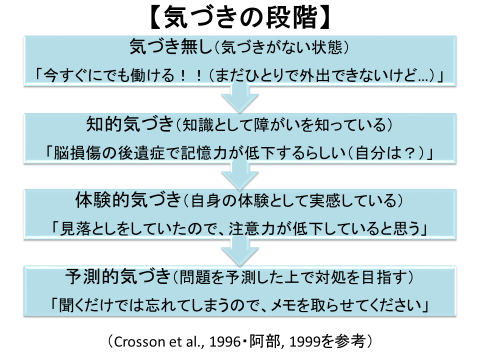 【気づきの段階】
気づき無し（気づきがない状態）
「今すぐにでも働ける！！（まだひとりで外出できないけど…）」
知的気づき（知識として障がいを知っている）
「脳損傷の後遺症で記憶力が低下するらしい（自分は？）」
体験的気づき（自身の体験として実感している）
「見落としをしていたので、注意力が低下していると思う」
予測的気づき（問題を予測した上で対処を目指す）
「聞くだけでは忘れてしまうので、メモを取らせてください」
（Crosson et al., 1996・阿部, 1999を参考）